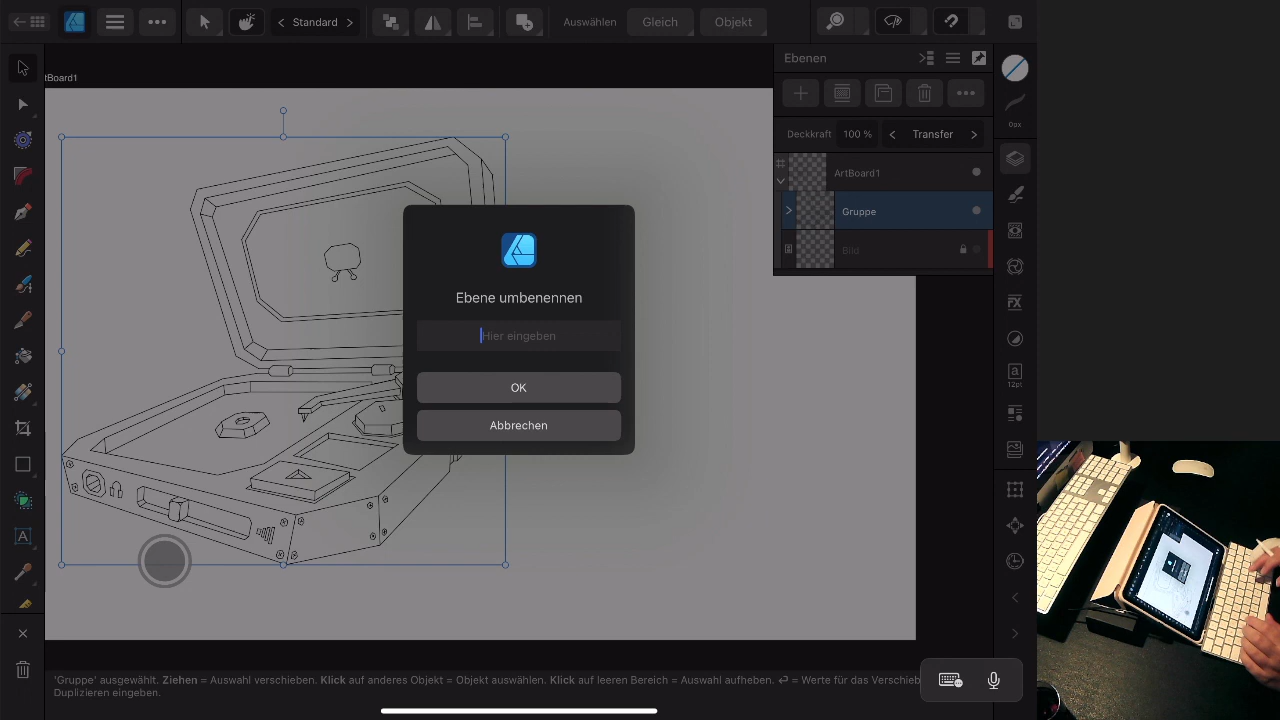 Standard
Auswählen
Gleich
Objekt
tBoard1
Ebenen
Deckkraft
100 %
Transfer
ArtBoard1
Gruppe
Bild
0px
a
12pt
FX
A
Ebene umbenennen
Hier eingeben
OK
Abbrechen
'Gruppe' ausgewählt. Ziehen = Auswahl verschieben. Klick auf anderes Objekt = Objekt auswählen. Klick auf leeren Bereich = Auswahl aufheben. ⏎ = Werte für das Verschieb
Duplizieren eingeben.